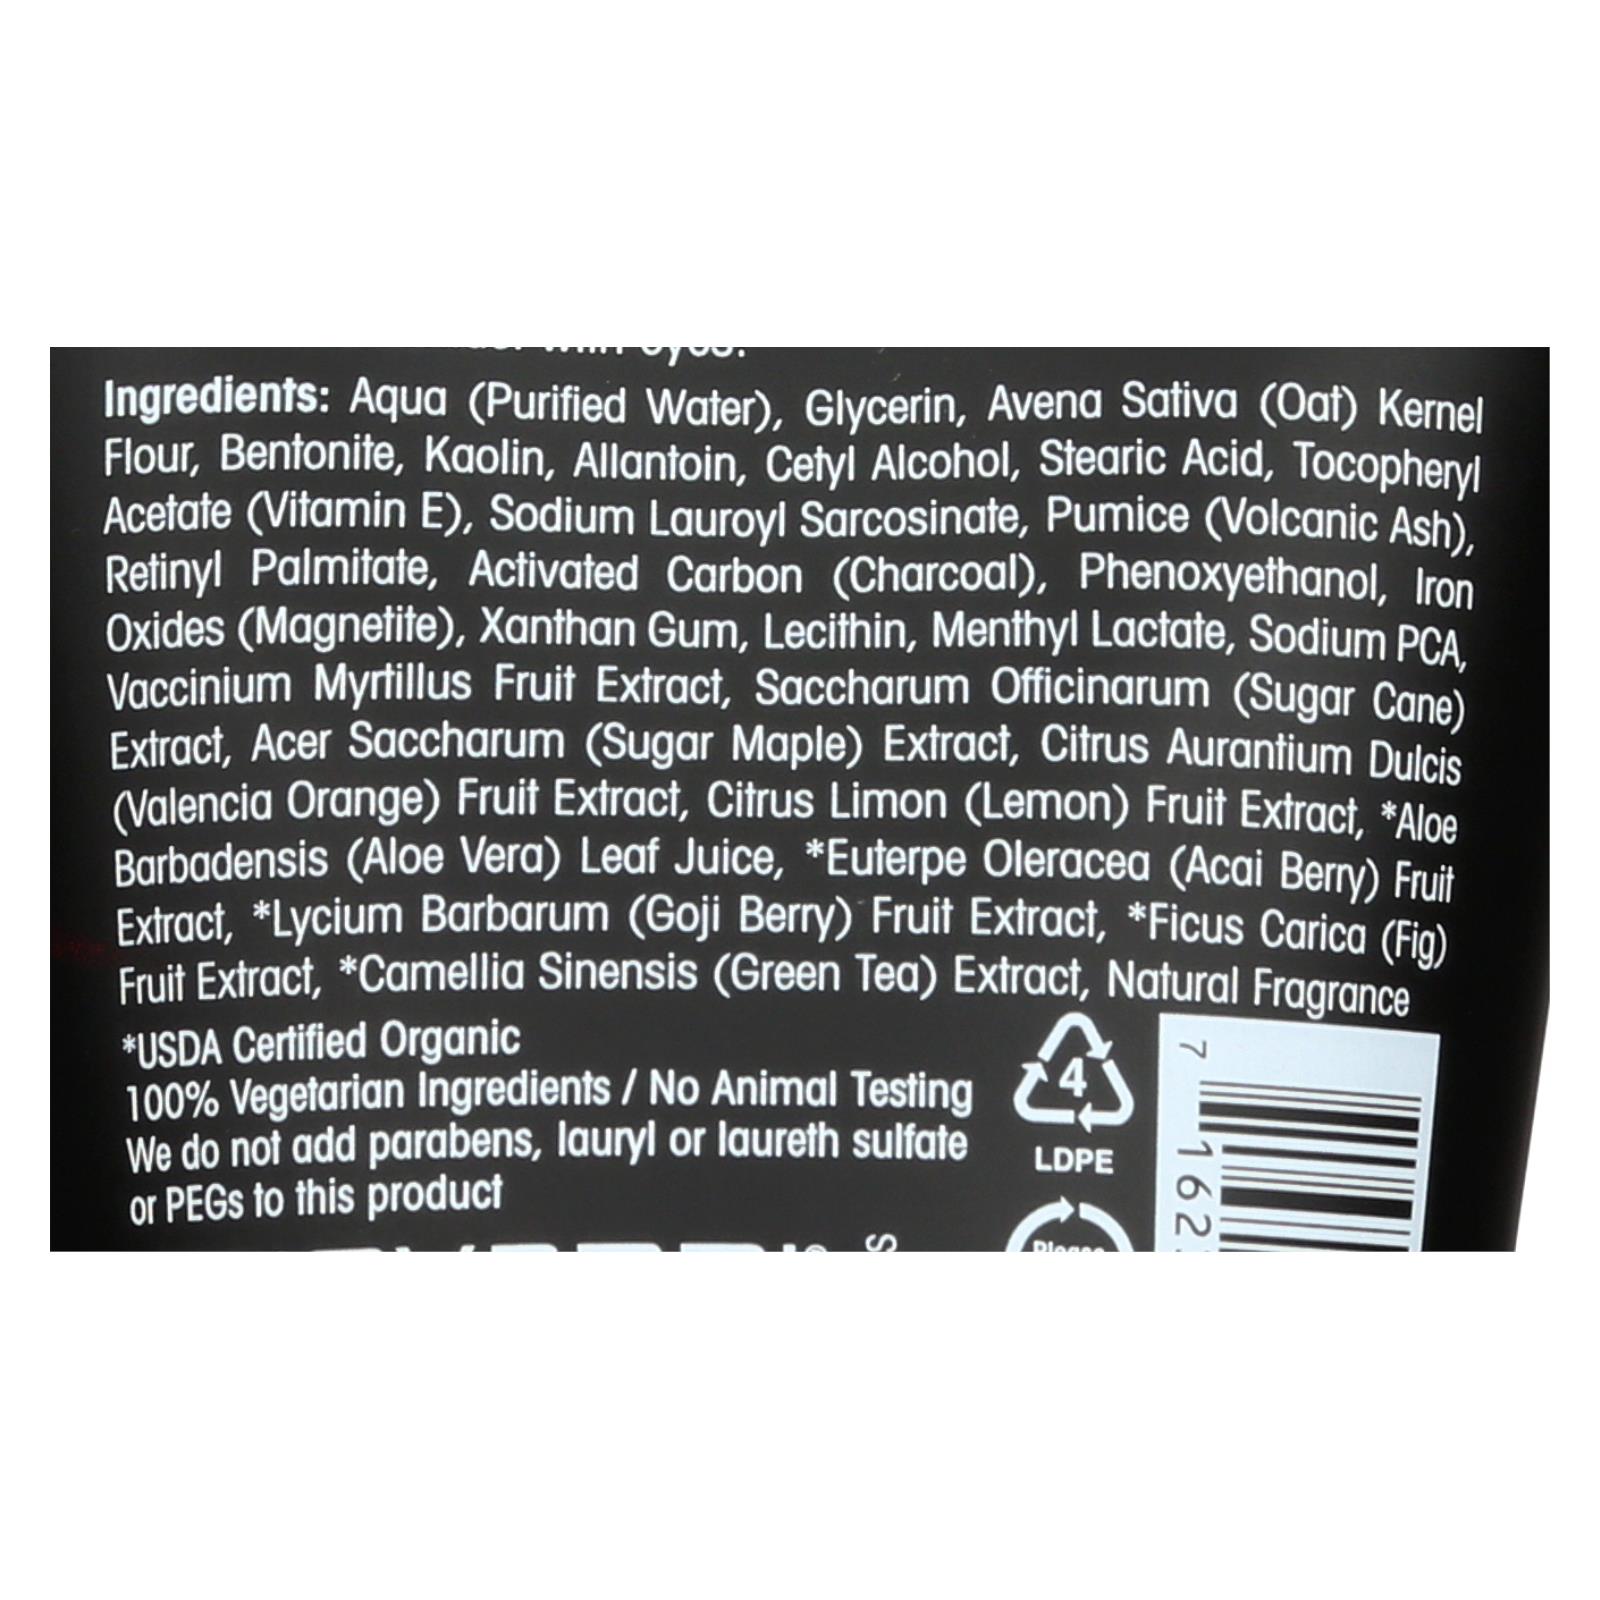 with eyes.
Ingredients: Aqua (Purified Water), Glycerin, Avena Sativa (Oat) Kernel
Flour, Bentonite, Kaolin, Allantoin, Cetyl Alcohol, Stearic Acid, Tocopheryl
Acetate (Vitamin E), Sodium Lauroyl Sarcosinate, Pumice (Volcanic Ash),
Retinyl Palmitate, Activated Carbon (Charcoal), Phenoxyethanol, Iron
Oxides (Magnetite), Xanthan Gum, Lecithin, Menthyl Lactate, Sodium PCA,
Vaccinium Myrtillus Fruit Extract, Saccharum Officinarum (Sugar Cane)
Extract, Acer Saccharum (Sugar Maple) Extract, Citrus Aurantium Dulcis
(Valencia Orange) Fruit Extract, Citrus Limon (Lemon) Fruit Extract, *Aloe
Barbadensis (Aloe Vera) Leaf Juice, *Euterpe Oleracea (Acai Berry) Fruit
Extract, *Lycium Barbarum (Goji Berry) Fruit Extract, *Ficus Carica (Fig)
Fruit Extract, *Camellia Sinensis (Green Tea) Extract, Natural Fragrance
*USDA Certified Organic
100% Vegetarian Ingredients / No Animal Testing
We do not add parabens, lauryl or laureth sulfate
or PEGs to this product
4
LDPE
Please
7 162